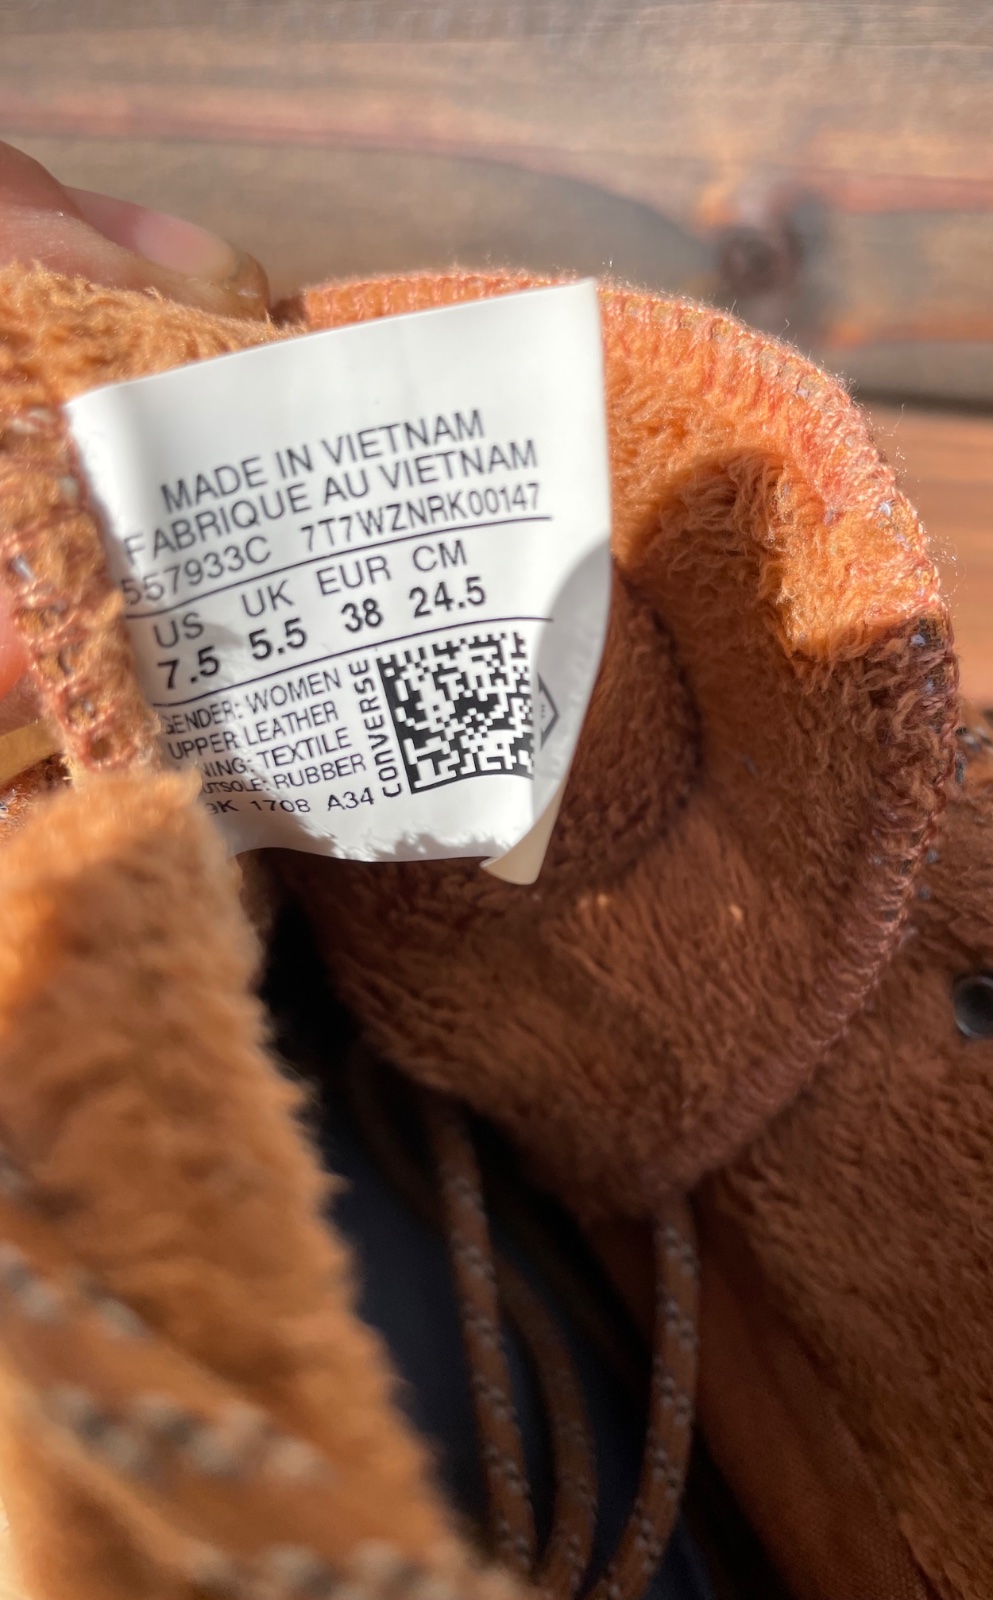 MADE IN VIETNAM
FABRIQUE AU VIETNAM
557933C 7T7WZNRK00147
US UK EUR CM
7.5 5.5 38 24.5
GENDER: WOMEN
UPPER LEATHER
TEXTILE
RUBBER
1708 A34
CONVERSE